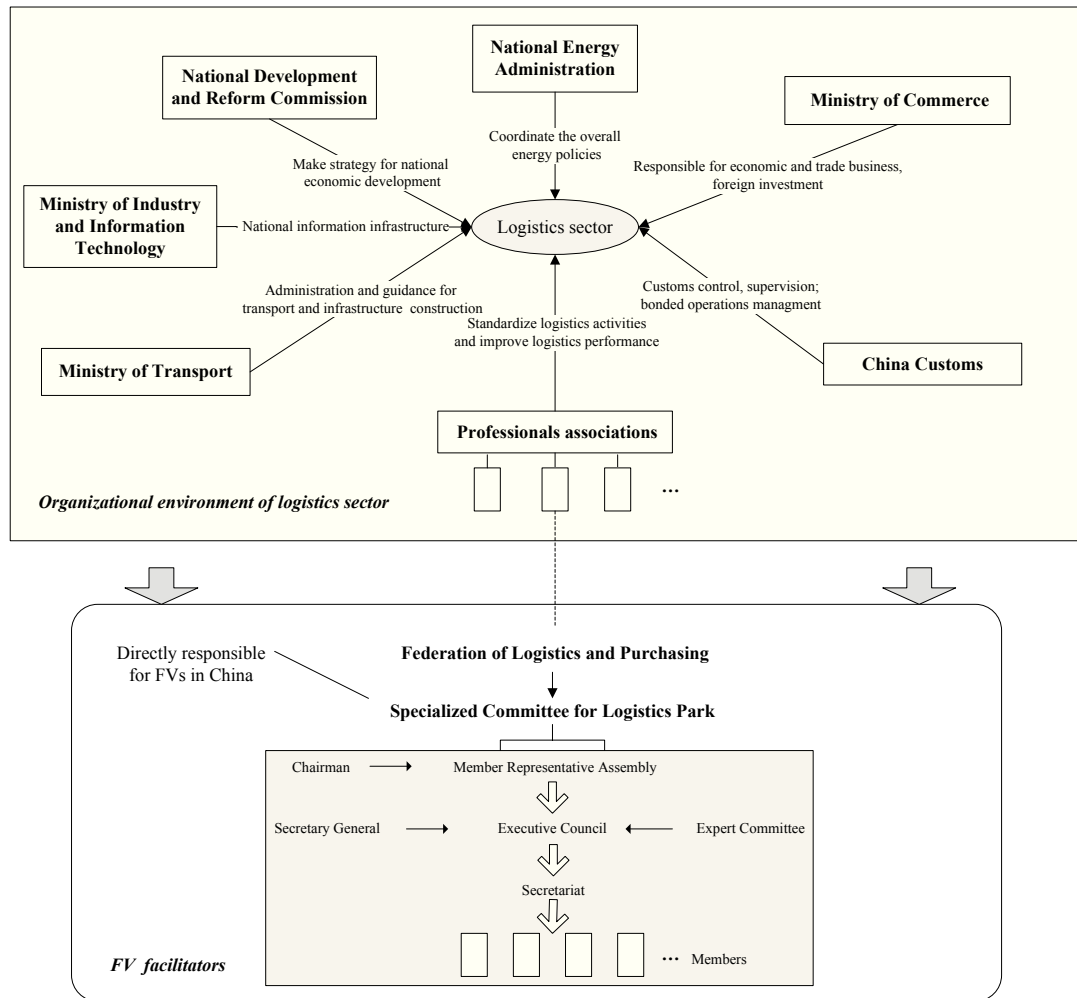 National Energy
Administration
National Development
and Reform Commission
Ministry of Commerce
Coordinate the overall
energy policies
Make strategy for national
economic development
Responsible for economic and trade business,
foreign investment
Ministry of Industry
and Information
Technology
National information infrastructure
Logistics sector
Administration and guidance for
transport and infrastructure construction
Customs control, supervision;
bonded operations managment
Standardize logistics activities
and improve logistics performance
Ministry of Transport
China Customs
Professionals associations
...
Organizational environment of logistics sector
Directly responsible
for FVs in China
Federation of Logistics and Purchasing
Specialized Committee for Logistics Park
Chairman
Member Representative Assembly
Secretary General
Executive Council
Expert Committee
Secretariat
... Members
FV facilitators